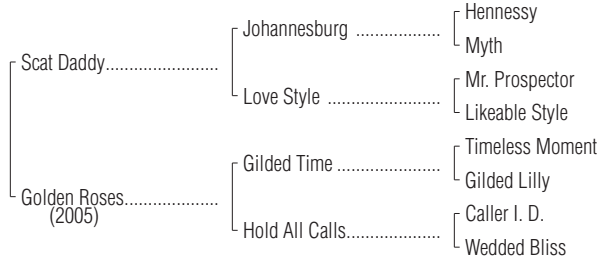 Hennessy
Johannesburg ..................
Myth
Scat Daddy.......................
Mr. Prospector
Love Style ........................
Likeable Style
Timeless Moment
Gilded Time ......................
Gilded Lilly
Golden Roses...................
(2005)
Caller I. D.
Hold All Calls....................
Wedded Bliss